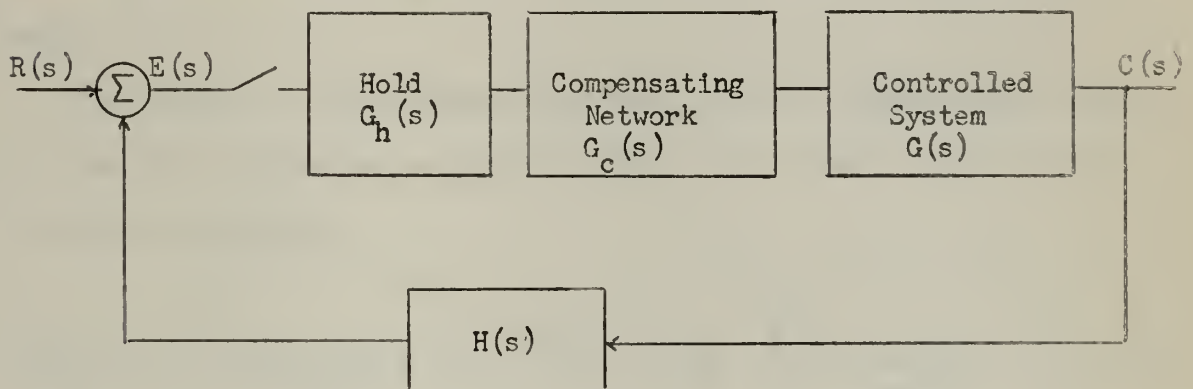 R(s)
Σ
E(s)
Hold
G_h(s)
Compensating
Network
G_c(s)
Controlled
System
G(s)
C(s)
H(s)